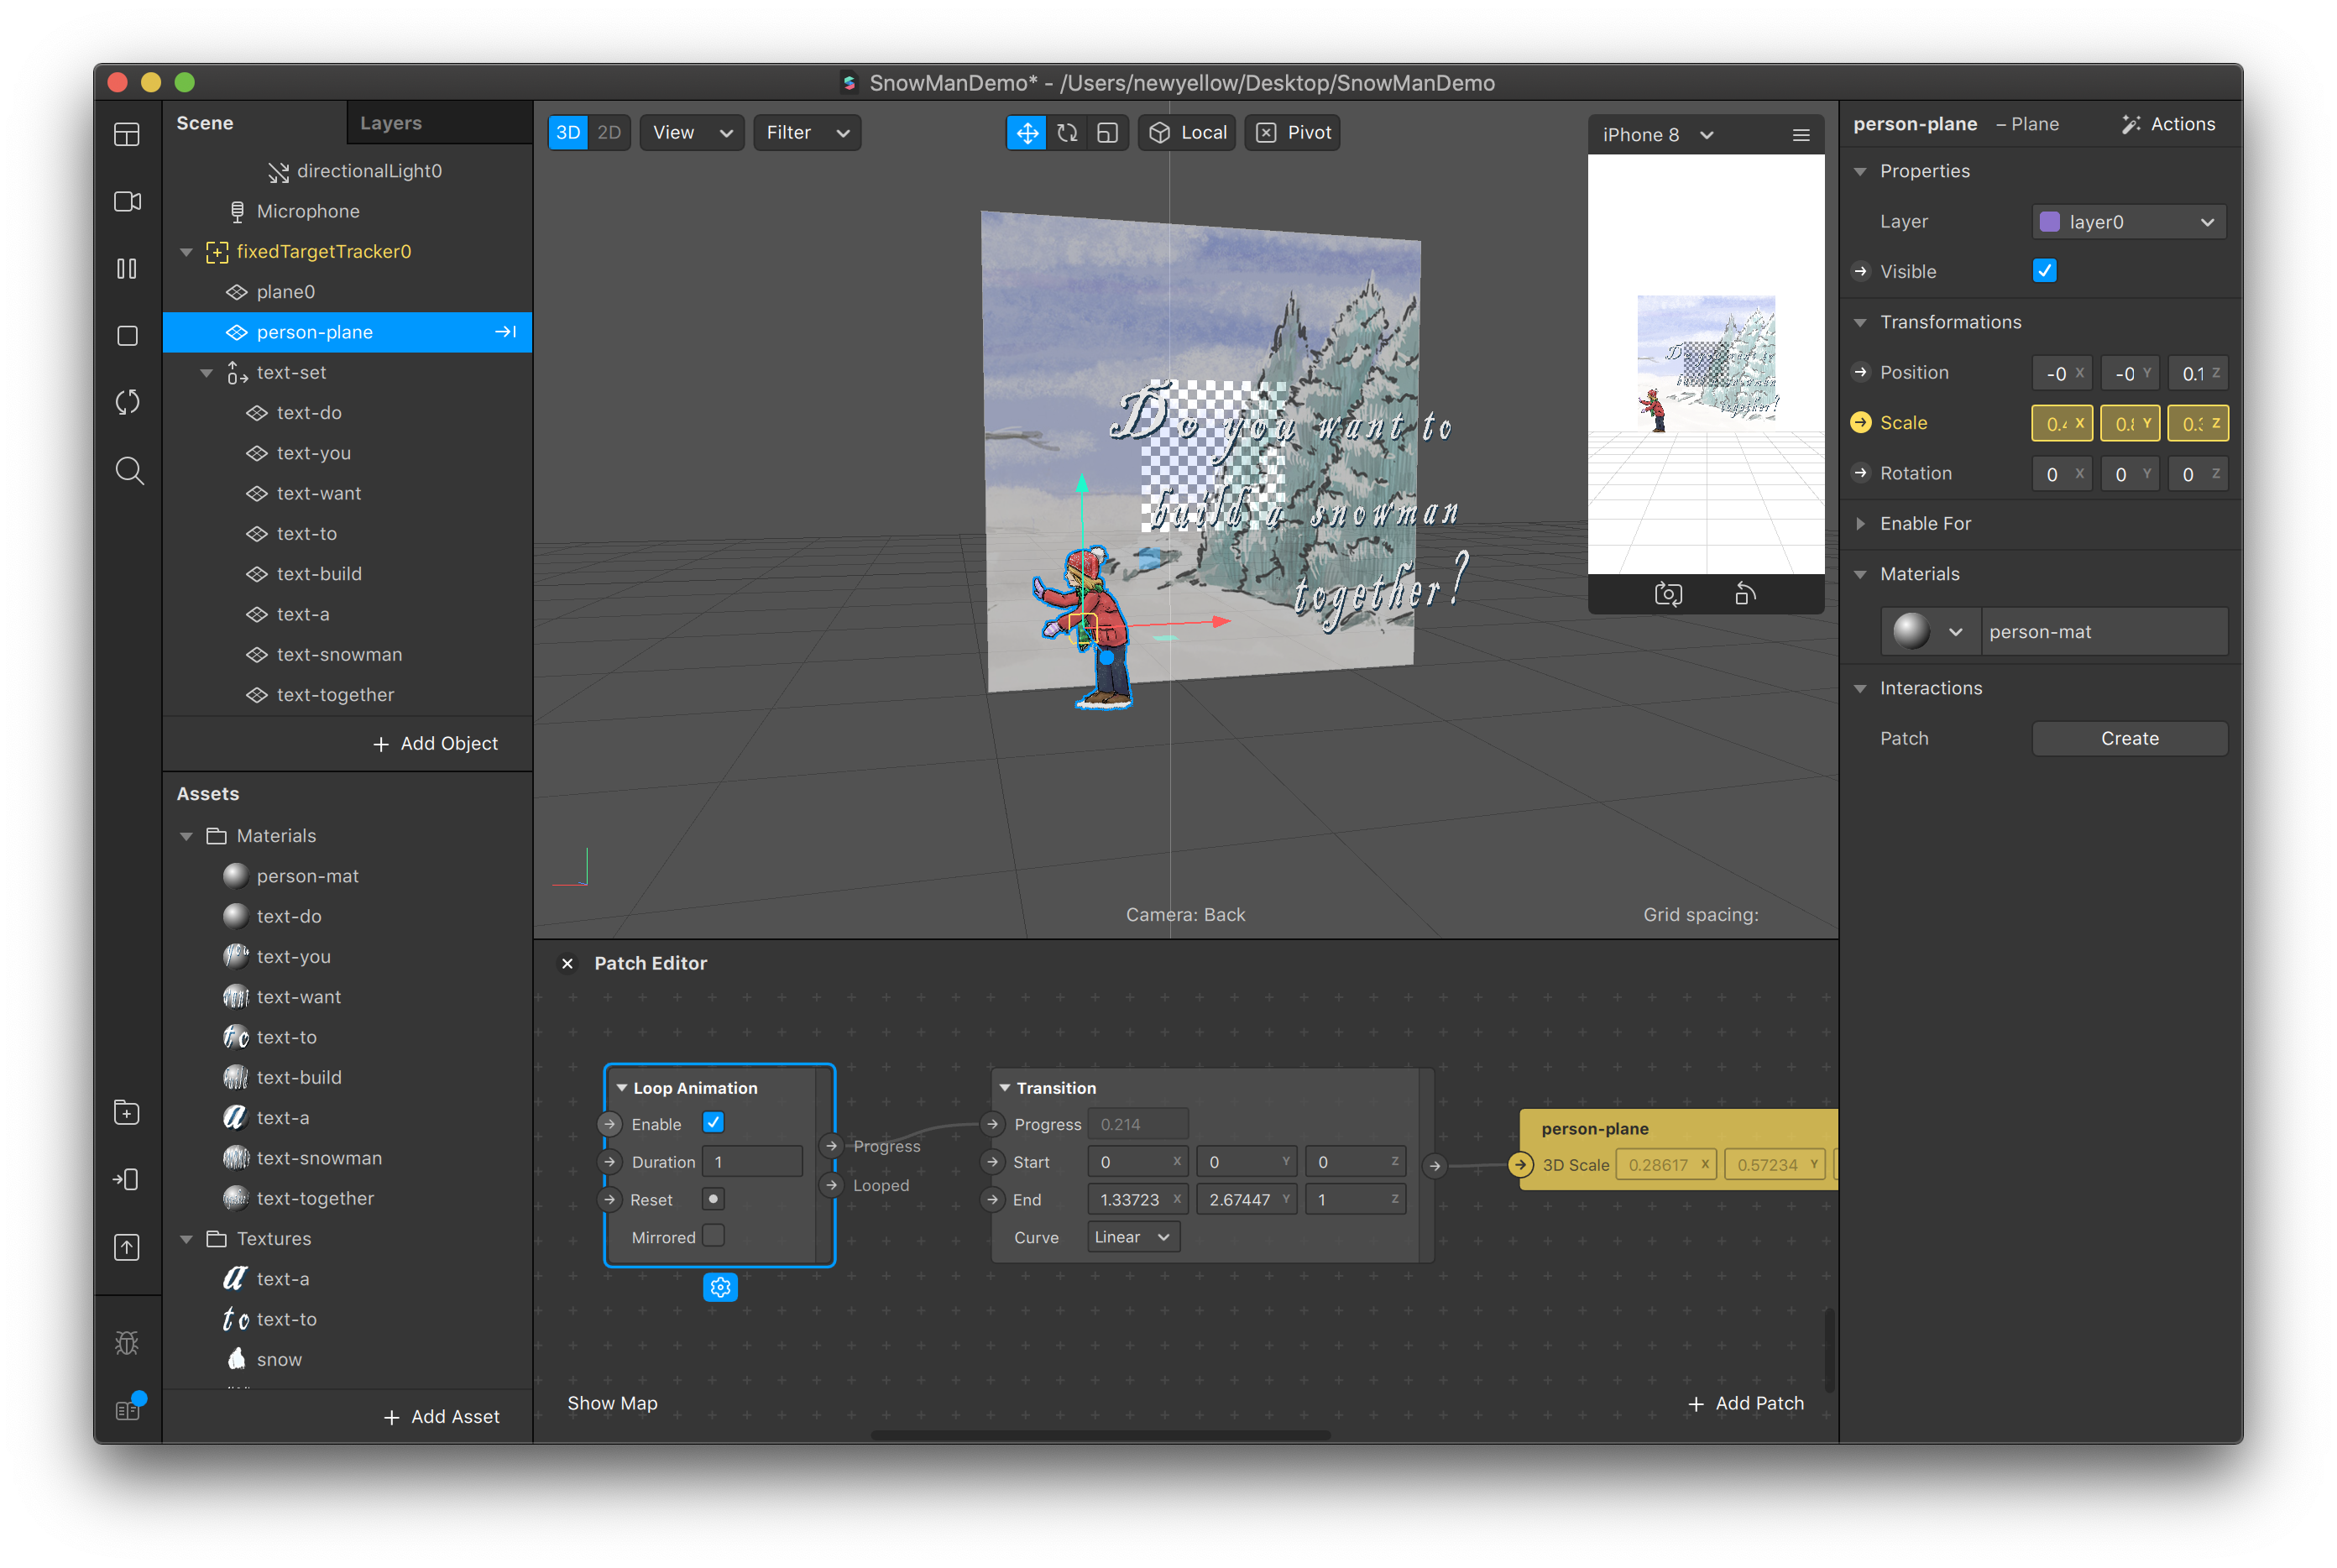 SnowManDemo* - /Users/newyellow/Desktop/SnowManDemo
Scene
Layers
directionalLight0
Microphone
fixedTargetTracker0
plane0
person-plane
text-set
text-do
text-you
text-want
text-to
text-build
text-a
text-snowman
text-together
+ Add Object
Assets
Materials
person-mat
text-do
text-you
text-want
text-to
text-build
text-a
text-snowman
text-together
Textures
text-a
text-to
snow
+ Add Asset
3D 2D View Filter Local Pivot
Do you want to
build a snowman
together?
Camera: Back
Grid spacing:
iPhone 8
Patch Editor
Loop Animation
Enable
Duration 1
Reset
Mirrored
Progress
Looped
Transition
Progress 0.214
Start 0 X 0 Y 0 Z
End 1.33723 X 2.67447 Y 1 Z
Curve Linear
person-plane
3D Scale 0.28617 X 0.57234 Y
Show Map
+ Add Patch
person-plane – Plane Actions
Properties
Layer layer0
Visible
Transformations
Position -0 X -0 Y 0.1 Z
Scale X Y Z
Rotation 0 X 0 Y 0 Z
Enable For
Materials
person-mat
Interactions
Patch Create